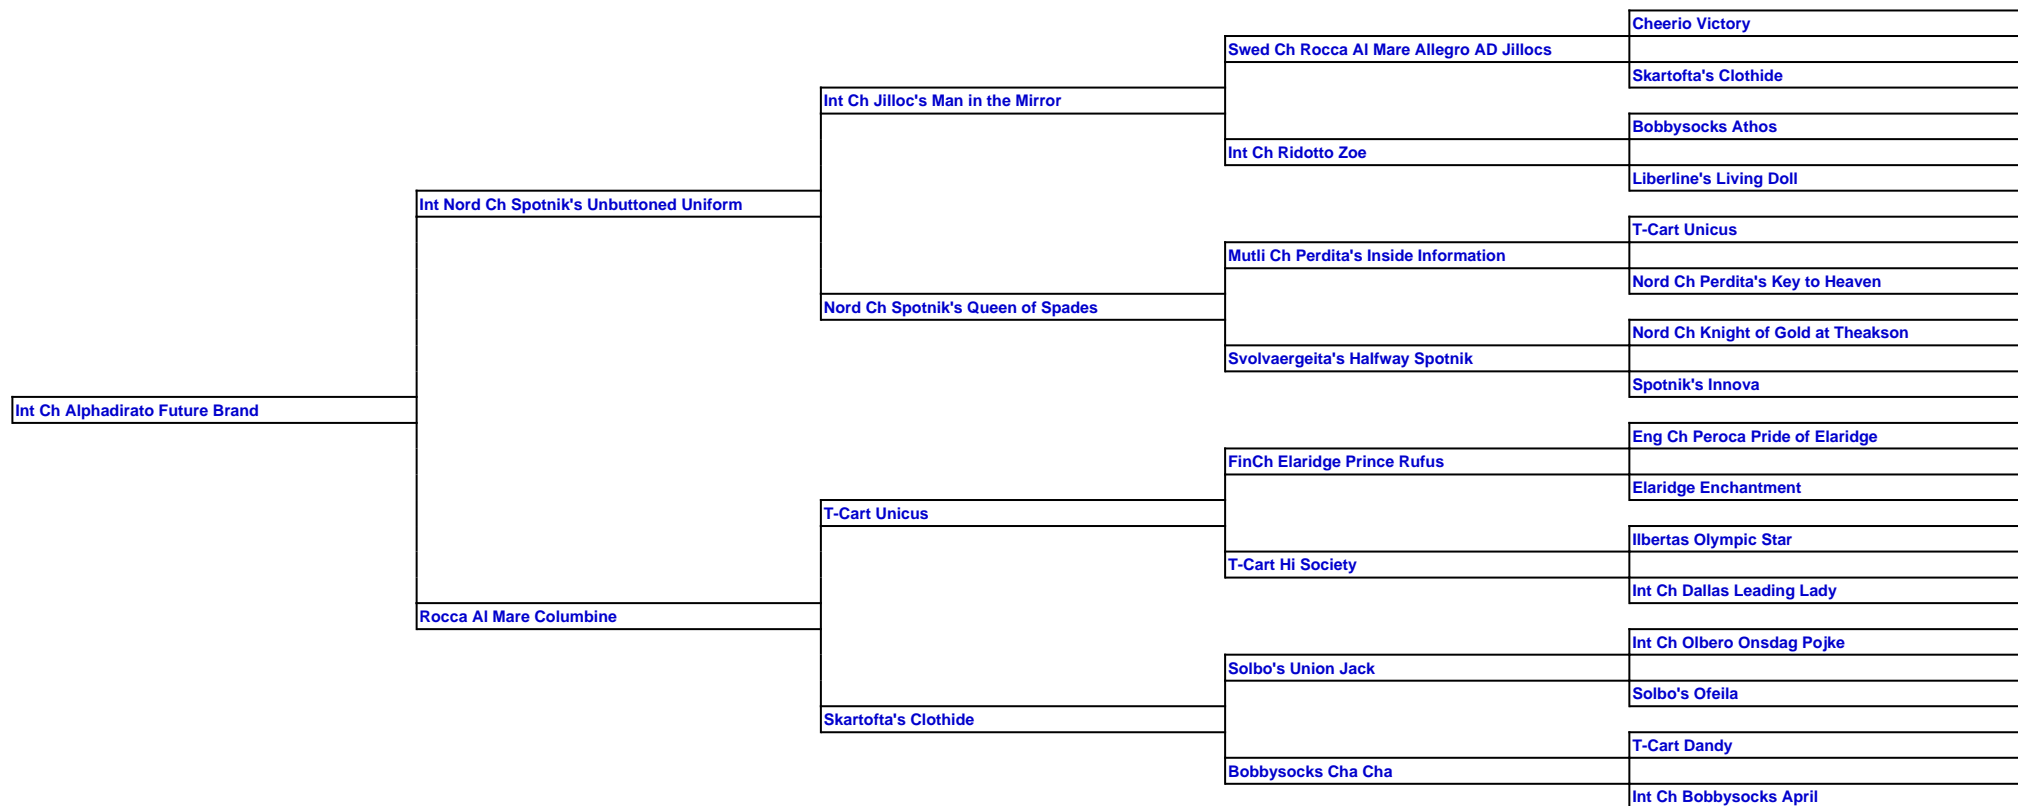 Cheerio Victory
Swed Ch Rocca Al Mare Allegro AD Jillocs
Skartofta's Clothide
Int Ch Jilloc's Man in the Mirror
Bobbysocks Athos
Int Ch Ridotto Zoe
Liberline's Living Doll
Int Nord Ch Spotnik's Unbuttoned Uniform
T-Cart Unicus
Mutli Ch Perdita's Inside Information
Nord Ch Perdita's Key to Heaven
Nord Ch Spotnik's Queen of Spades
Nord Ch Knight of Gold at Theakson
Svolvaergeita's Halfway Spotnik
Spotnik's Innova
Int Ch Alphadirato Future Brand
Eng Ch Peroca Pride of Elaridge
FinCh Elaridge Prince Rufus
Elaridge Enchantment
T-Cart Unicus
Ilbertas Olympic Star
T-Cart Hi Society
Int Ch Dallas Leading Lady
Rocca Al Mare Columbine
Int Ch Olbero Onsdag Pojke
Solbo's Union Jack
Solbo's Ofeila
Skartofta's Clothide
T-Cart Dandy
Bobbysocks Cha Cha
Int Ch Bobbysocks April